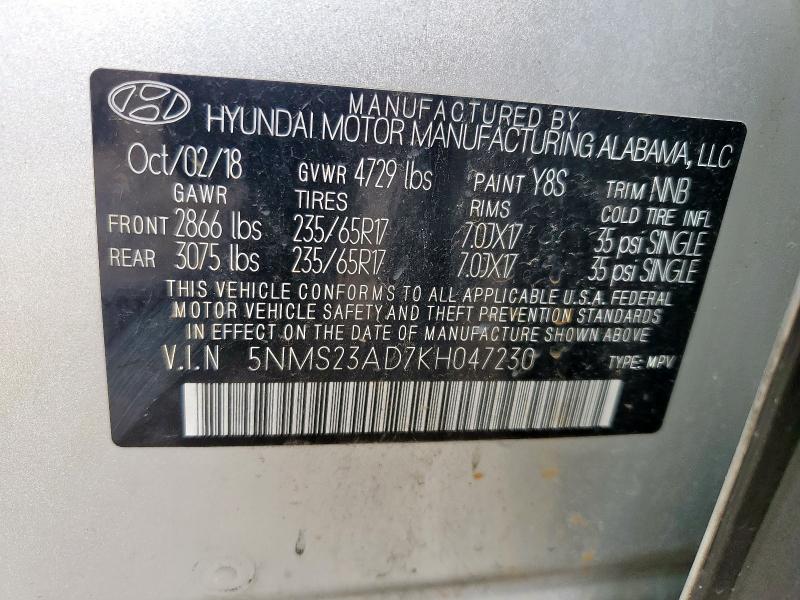 MANUFACTURED BY
HYUNDAI MOTOR MANUFACTURING ALABAMA, LLC
Oct/02/18 GVWR 4729 lbs PAINT Y8S TRIM NNB
GAWR TIRES RIMS COLD TIRE INFL
FRONT 2866 lbs 235/65R17 7.0JX17 35 psi SINGLE
REAR 3075 lbs 235/65R17 7.0JX17 35 psi SINGLE
THIS VEHICLE CONFORMS TO ALL APPLICABLE U.S.A. FEDERAL
MOTOR VEHICLE SAFETY AND THEFT PREVENTION STANDARDS
IN EFFECT ON THE DATE OF MANUFACTURE SHOWN ABOVE
V.I.N 5NMS23AD7KH047230 TYPE: MPV